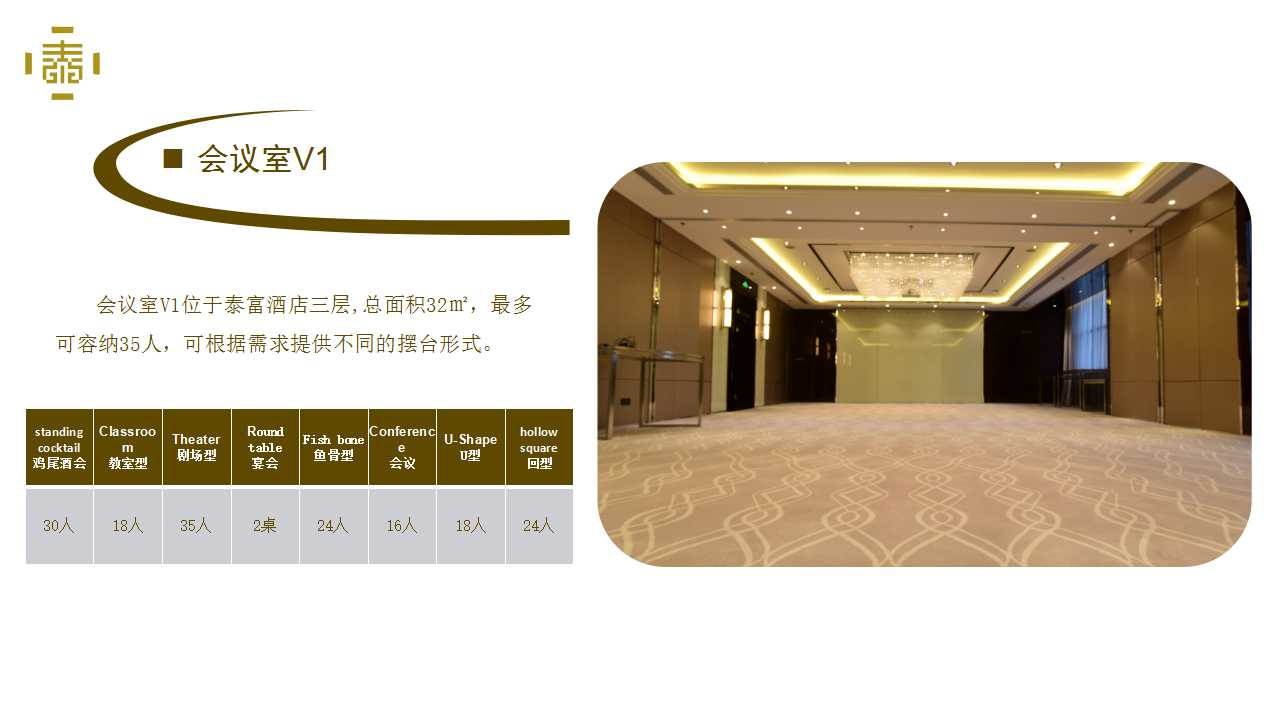 泰
■ 会议室V1
会议室V1位于泰富酒店三层,总面积32㎡，最多
可容纳35人，可根据需求提供不同的摆台形式。
standing cocktail 鸡尾酒会 Classroom 教室型 Theater 剧场型 Round table 宴会 Fish bone 鱼骨型 Conference 会议 U-Shape U型 hollow square 回型
30人 18人 35人 2桌 24人 16人 18人 24人